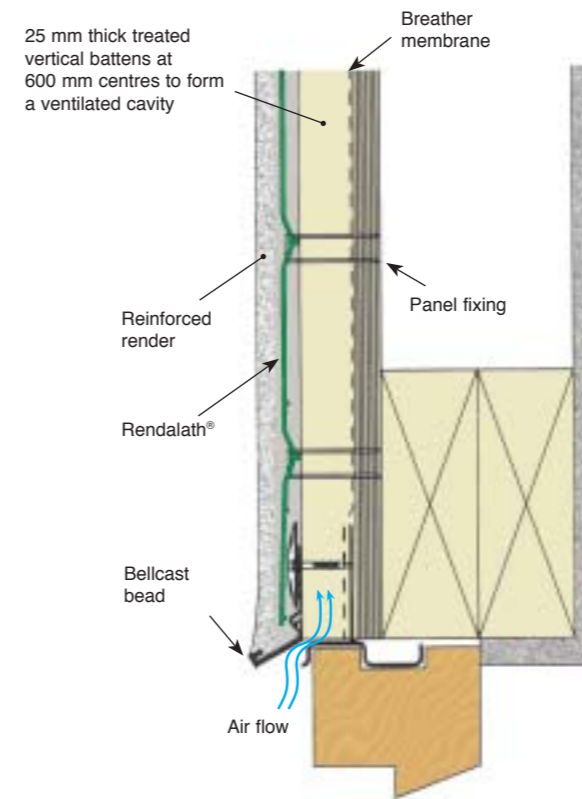 25 mm thick treated
vertical battens at
600 mm centres to form
a ventilated cavity
Breather
membrane
Panel fixing
Reinforced
render
Rendalath®
Bellcast
bead
Air flow